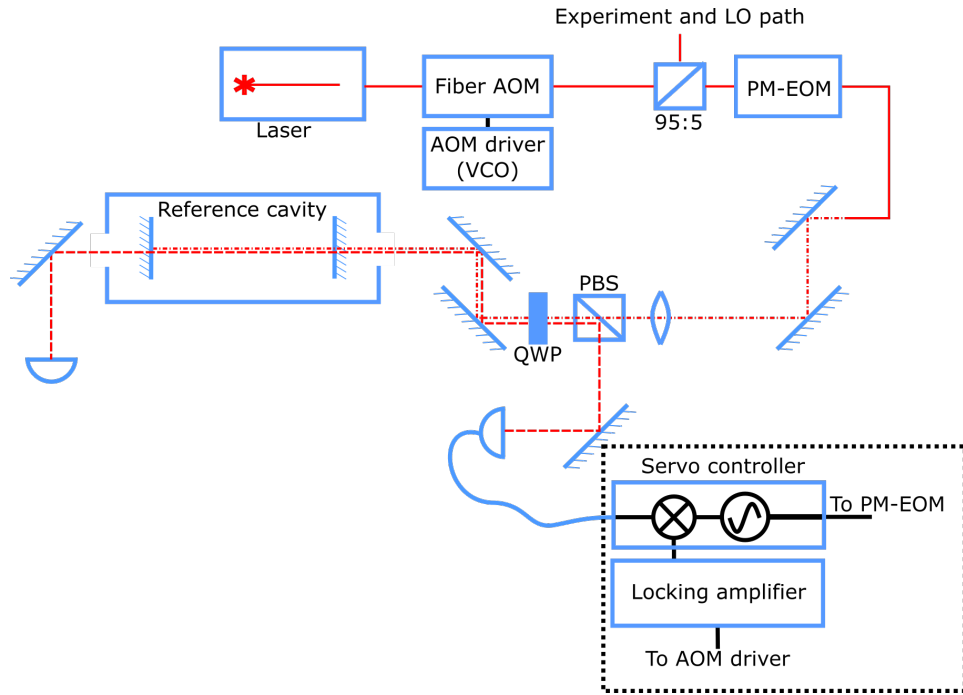 Experiment and LO path
Laser
Fiber AOM
AOM driver
(VCO)
95:5
PM-EOM
Reference cavity
PBS
QWP
Servo controller
To PM-EOM
Locking amplifier
To AOM driver